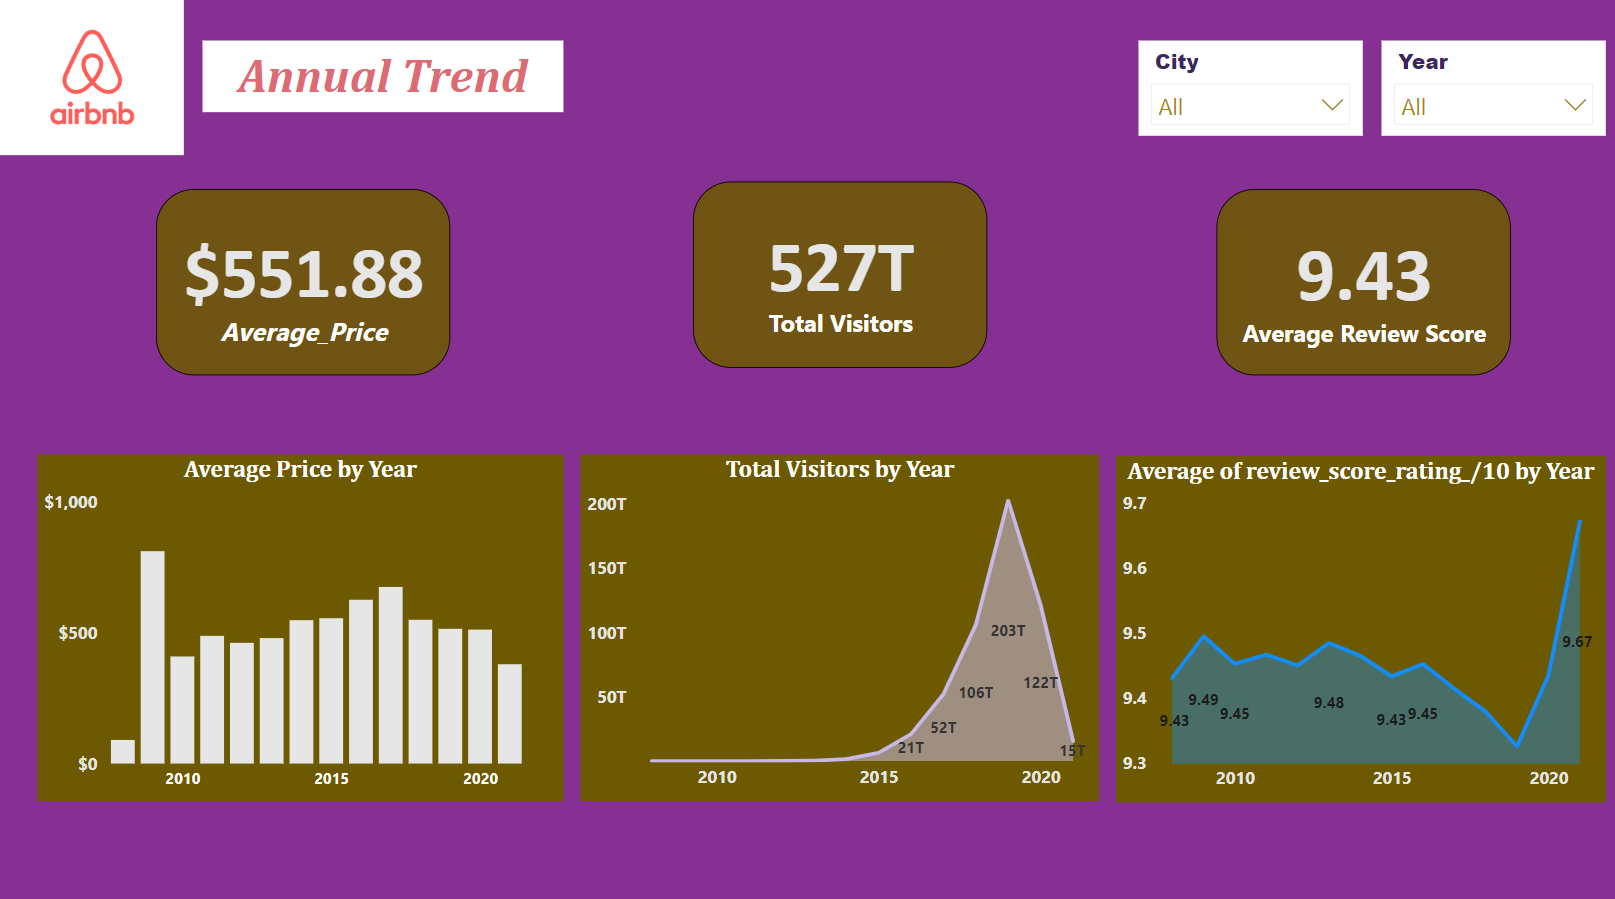 airbnb
Annual Trend
City
All
Year
All
$551.88
Average_Price
527T
Total Visitors
9.43
Average Review Score
Average Price by Year
$1,000
$500
$0
2010 2015 2020
Total Visitors by Year
200T
150T
100T
50T
203T
122T
106T
52T
21T
15T
2010 2015 2020
Average of review_score_rating_/10 by Year
9.7
9.6
9.5
9.4
9.3
9.43
9.49
9.45
9.48
9.43
9.45
9.67
2010 2015 2020